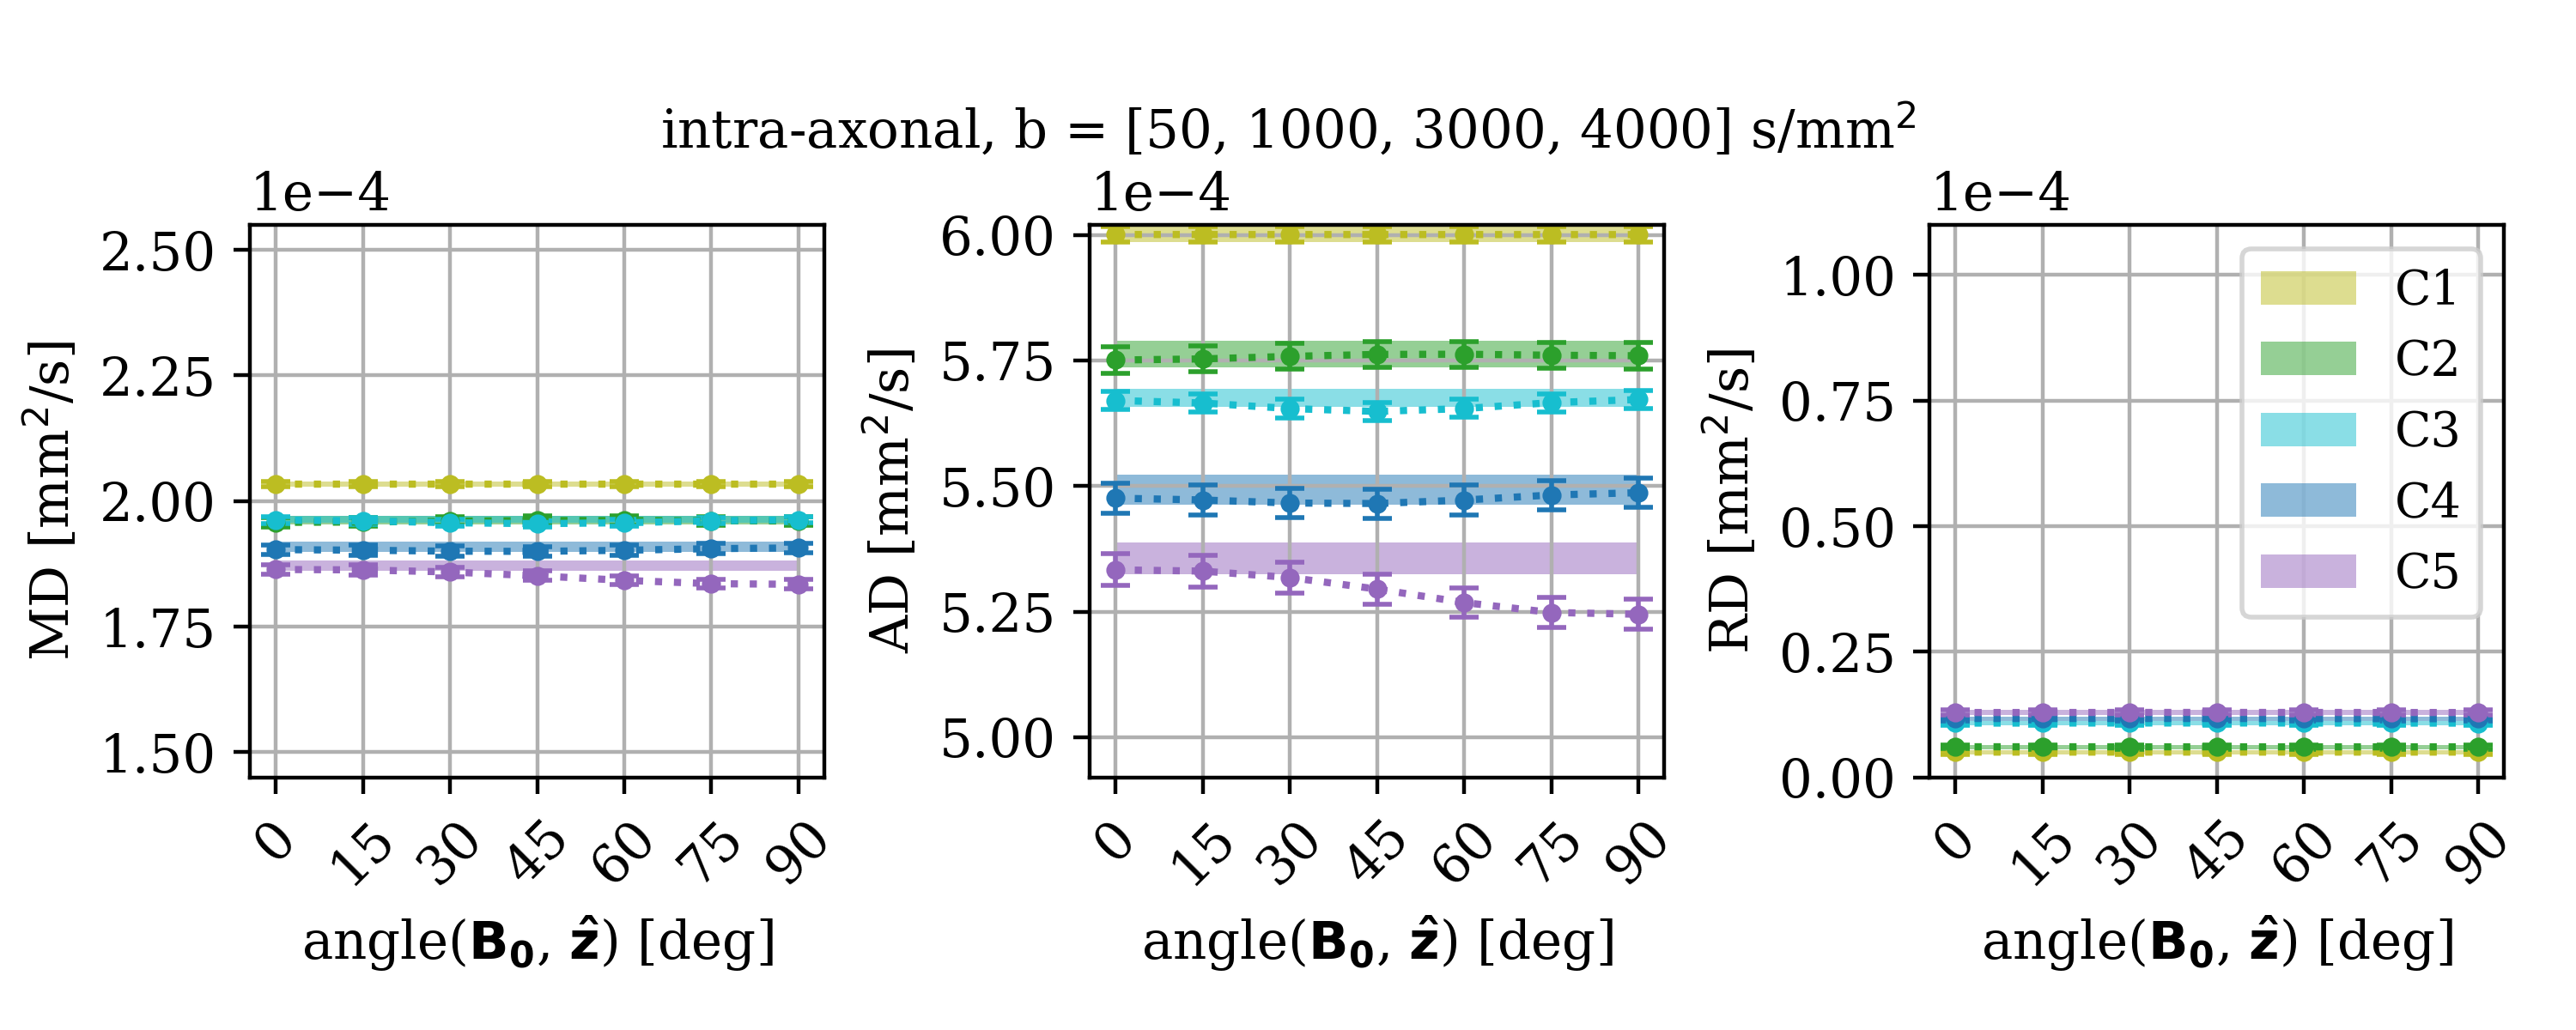 intra-axonal, b = [50, 1000, 3000, 4000] s/mm²
1e−4
2.50
2.25
2.00
1.75
1.50
MD [mm²/s]
0 15 30 45 60 75 90
angle(B₀, ẑ) [deg]
1e−4
6.00
5.75
5.50
5.25
5.00
AD [mm²/s]
0 15 30 45 60 75 90
angle(B₀, ẑ) [deg]
1e−4
1.00
0.75
0.50
0.25
0.00
RD [mm²/s]
0 15 30 45 60 75 90
angle(B₀, ẑ) [deg]
C1
C2
C3
C4
C5